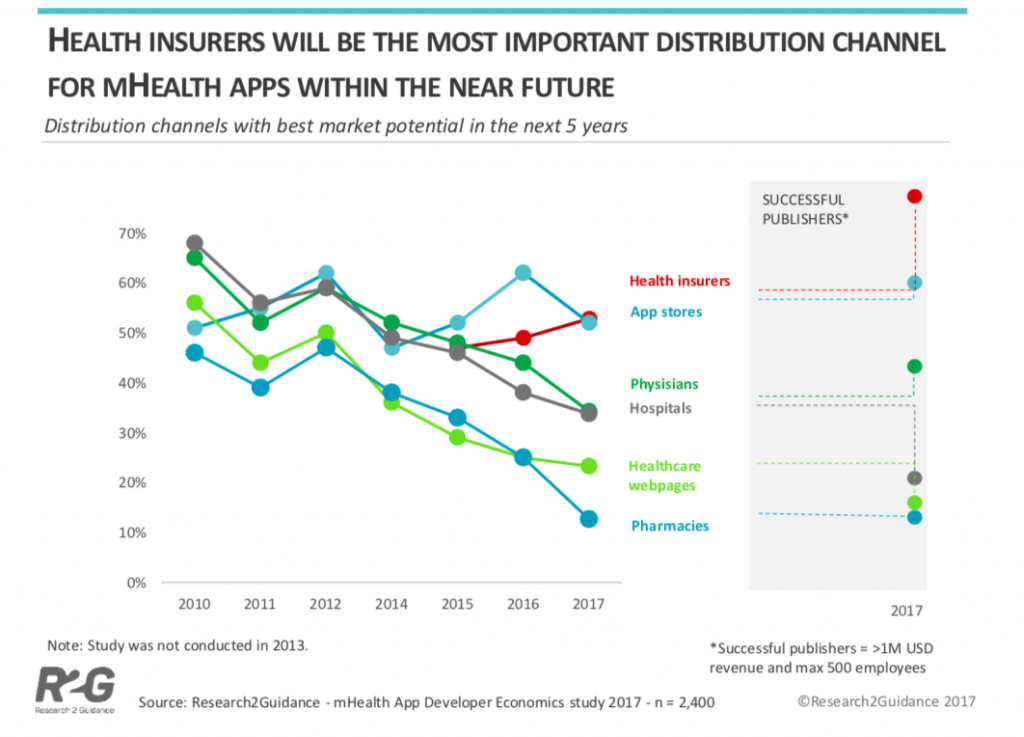 HEALTH INSURERS WILL BE THE MOST IMPORTANT DISTRIBUTION CHANNEL
FOR MHEALTH APPS WITHIN THE NEAR FUTURE
Distribution channels with best market potential in the next 5 years
SUCCESSFUL
PUBLISHERS*
70%
60%
50%
40%
30%
20%
10%
0%
2010 2011 2012 2014 2015 2016 2017
Health insurers
App stores
Physisians
Hospitals
Healthcare
webpages
Pharmacies
2017
Note: Study was not conducted in 2013.
*Successful publishers = >1M USD
revenue and max 500 employees
R2G
Research 2 Guidance
Source: Research2Guidance - mHealth App Developer Economics study 2017 - n = 2,400
©Research2Guidance 2017